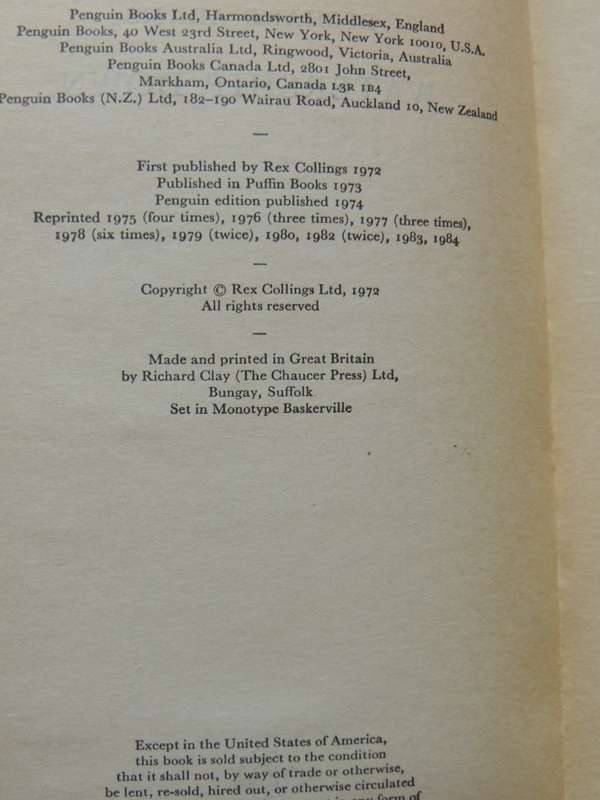 Penguin Books Ltd, Harmondsworth, Middlesex, England
Penguin Books, 40 West 23rd Street, New York, New York 10010, U.S.A.
Penguin Books Australia Ltd, Ringwood, Victoria, Australia
Penguin Books Canada Ltd, 2801 John Street,
Markham, Ontario, Canada L3R 1B4
Penguin Books (N.Z.) Ltd, 182–190 Wairau Road, Auckland 10, New Zealand
—
First published by Rex Collings 1972
Published in Puffin Books 1973
Penguin edition published 1974
Reprinted 1975 (four times), 1976 (three times), 1977 (three times),
1978 (six times), 1979 (twice), 1980, 1982 (twice), 1983, 1984
—
Copyright © Rex Collings Ltd, 1972
All rights reserved
—
Made and printed in Great Britain
by Richard Clay (The Chaucer Press) Ltd,
Bungay, Suffolk
Set in Monotype Baskerville
Except in the United States of America,
this book is sold subject to the condition
that it shall not, by way of trade or otherwise,
be lent, re-sold, hired out, or otherwise circulated
in any form of